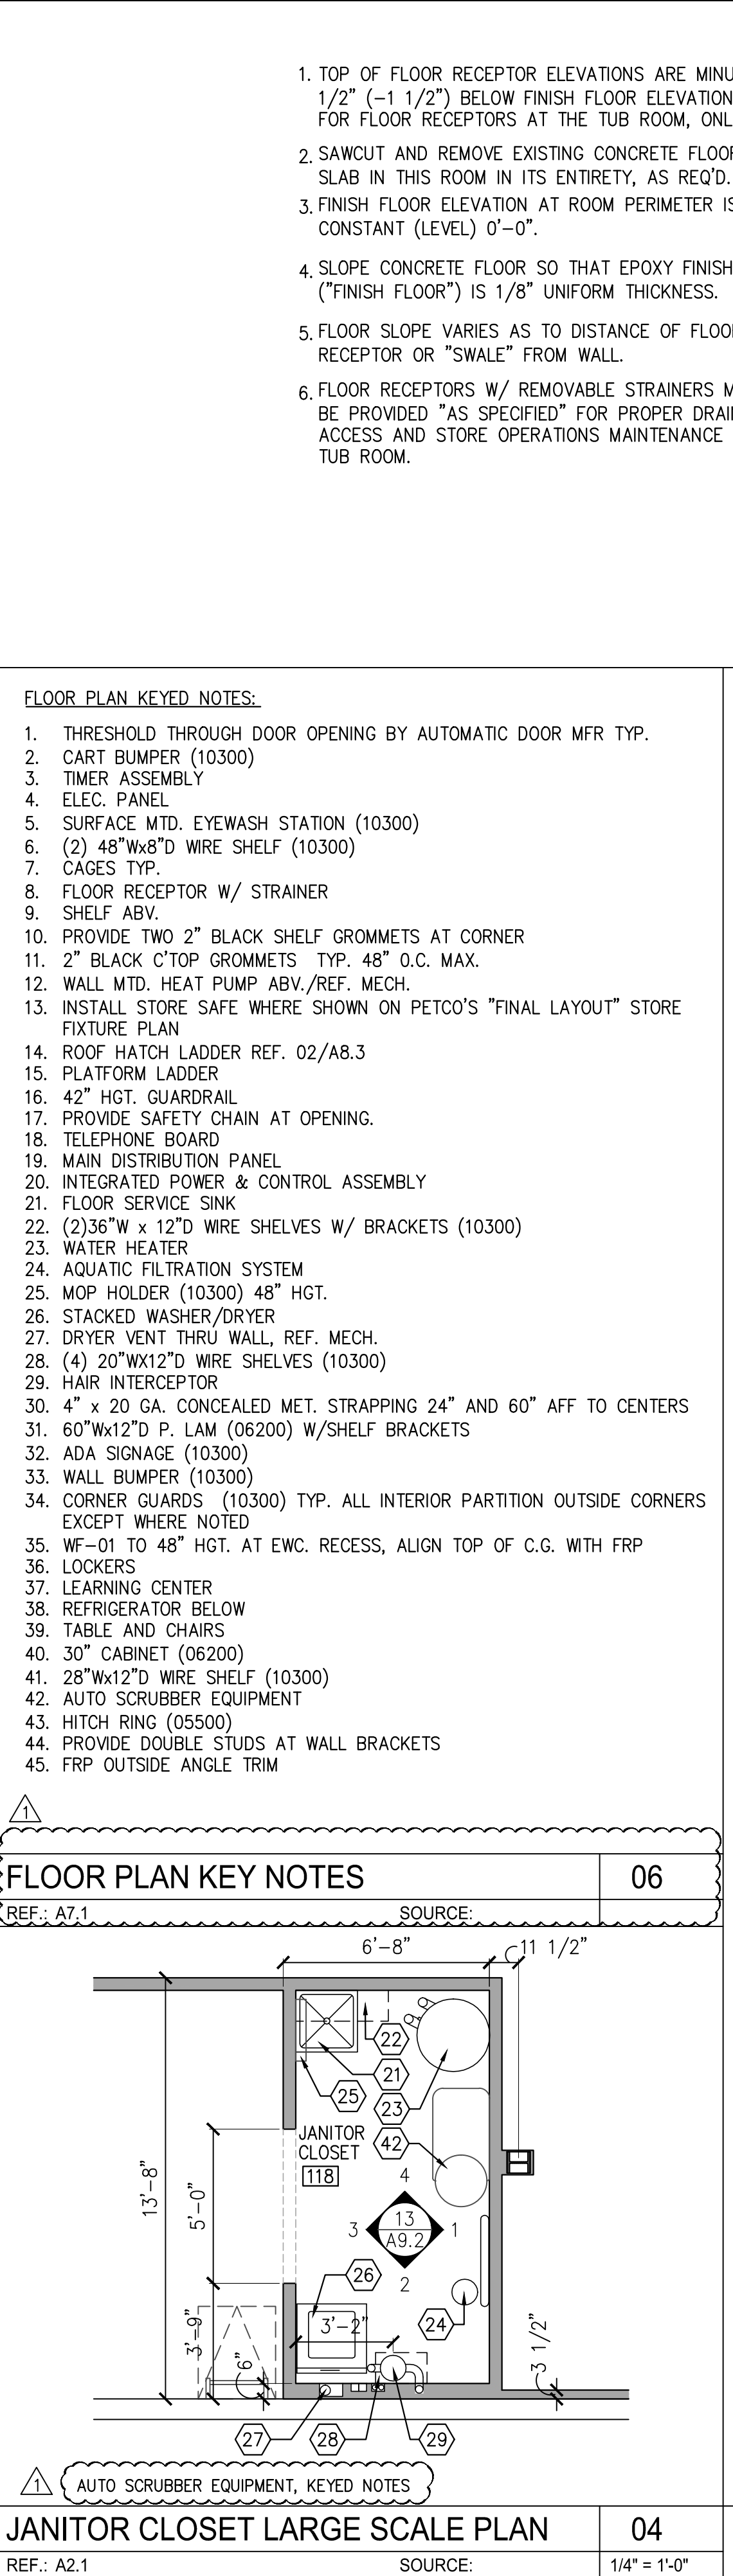 1. TOP OF FLOOR RECEPTOR ELEVATIONS ARE MINU
1/2" (-1 1/2") BELOW FINISH FLOOR ELEVATION
FOR FLOOR RECEPTORS AT THE TUB ROOM, ONL
2. SAWCUT AND REMOVE EXISTING CONCRETE FLOOR
SLAB IN THIS ROOM IN ITS ENTIRETY, AS REQ'D.
3. FINISH FLOOR ELEVATION AT ROOM PERIMETER IS
CONSTANT (LEVEL) 0'-0".
4. SLOPE CONCRETE FLOOR SO THAT EPOXY FINISH
("FINISH FLOOR") IS 1/8" UNIFORM THICKNESS.
5. FLOOR SLOPE VARIES AS TO DISTANCE OF FLOOR
RECEPTOR OR "SWALE" FROM WALL.
6. FLOOR RECEPTORS W/ REMOVABLE STRAINERS M
BE PROVIDED "AS SPECIFIED" FOR PROPER DRAI
ACCESS AND STORE OPERATIONS MAINTENANCE
TUB ROOM.
FLOOR PLAN KEYED NOTES:
1. THRESHOLD THROUGH DOOR OPENING BY AUTOMATIC DOOR MFR TYP.
2. CART BUMPER (10300)
3. TIMER ASSEMBLY
4. ELEC. PANEL
5. SURFACE MTD. EYEWASH STATION (10300)
6. (2) 48"Wx8"D WIRE SHELF (10300)
7. CAGES TYP.
8. FLOOR RECEPTOR W/ STRAINER
9. SHELF ABV.
10. PROVIDE TWO 2" BLACK SHELF GROMMETS AT CORNER
11. 2" BLACK C'TOP GROMMETS TYP. 48" O.C. MAX.
12. WALL MTD. HEAT PUMP ABV./REF. MECH.
13. INSTALL STORE SAFE WHERE SHOWN ON PETCO'S "FINAL LAYOUT" STORE
FIXTURE PLAN
14. ROOF HATCH LADDER REF. 02/A8.3
15. PLATFORM LADDER
16. 42" HGT. GUARDRAIL
17. PROVIDE SAFETY CHAIN AT OPENING.
18. TELEPHONE BOARD
19. MAIN DISTRIBUTION PANEL
20. INTEGRATED POWER & CONTROL ASSEMBLY
21. FLOOR SERVICE SINK
22. (2)36"W x 12"D WIRE SHELVES W/ BRACKETS (10300)
23. WATER HEATER
24. AQUATIC FILTRATION SYSTEM
25. MOP HOLDER (10300) 48" HGT.
26. STACKED WASHER/DRYER
27. DRYER VENT THRU WALL, REF. MECH.
28. (4) 20"WX12"D WIRE SHELVES (10300)
29. HAIR INTERCEPTOR
30. 4" x 20 GA. CONCEALED MET. STRAPPING 24" AND 60" AFF TO CENTERS
31. 60"Wx12"D P. LAM (06200) W/SHELF BRACKETS
32. ADA SIGNAGE (10300)
33. WALL BUMPER (10300)
34. CORNER GUARDS (10300) TYP. ALL INTERIOR PARTITION OUTSIDE CORNERS
EXCEPT WHERE NOTED
35. WF-01 TO 48" HGT. AT EWC. RECESS, ALIGN TOP OF C.G. WITH FRP
36. LOCKERS
37. LEARNING CENTER
38. REFRIGERATOR BELOW
39. TABLE AND CHAIRS
40. 30" CABINET (06200)
41. 28"Wx12"D WIRE SHELF (10300)
42. AUTO SCRUBBER EQUIPMENT
43. HITCH RING (05500)
44. PROVIDE DOUBLE STUDS AT WALL BRACKETS
45. FRP OUTSIDE ANGLE TRIM
1
FLOOR PLAN KEY NOTES 06
REF.: A7.1 SOURCE:
6'-8" 11 1/2"
22
21
25
23
JANITOR
CLOSET
42
118
4
13'-8"
5'-0"
3 13 1
A9.2
2
26
24
3'-2"
3'-9"
6"
3 1/2"
27 28 29
1 AUTO SCRUBBER EQUIPMENT, KEYED NOTES
JANITOR CLOSET LARGE SCALE PLAN 04
REF.: A2.1 SOURCE: 1/4" = 1'-0"